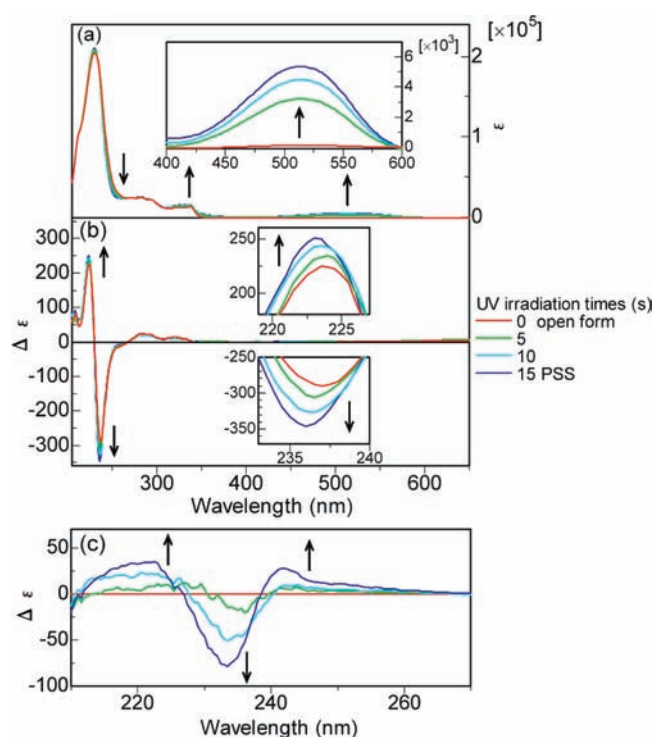 (a)
[×10³]
6
4
2
0
400 450 500 550 600
[×10⁵]
2
1
0
ε
(b)
300
200
100
0
-100
-200
-300
Δ ε
250
200
220 225
-250
-300
-350
235 240
300 400 500 600
Wavelength (nm)
UV irradiation times (s)
0 open form
5
10
15 PSS
(c)
50
25
0
-50
-100
Δ ε
220 240 260
Wavelength (nm)